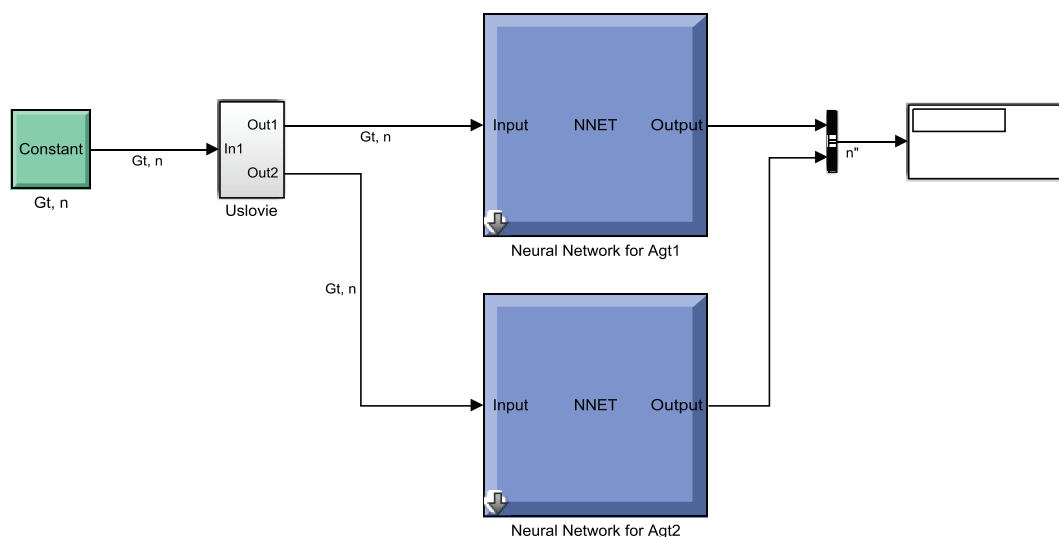 Constant
Gt, n
Gt, n
In1
Out1
Out2
Uslovie
Gt, n
Gt, n
Input
NNET
Output
Neural Network for Agt1
Input
NNET
Output
Neural Network for Agt2
n"